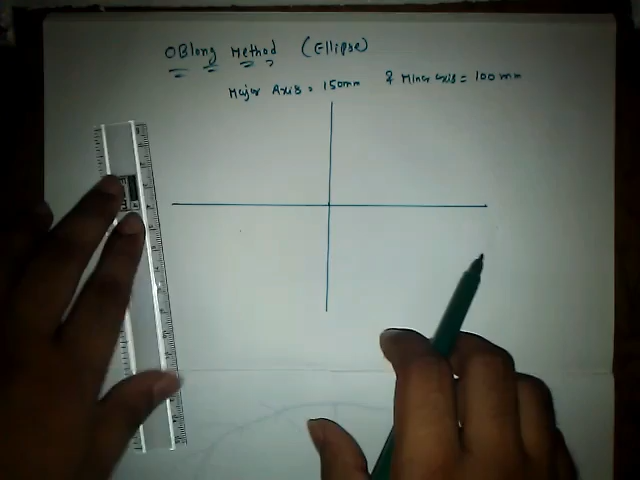 OBlong Method (Ellipse)
Major Axis = 150mm & Minor axis = 100mm